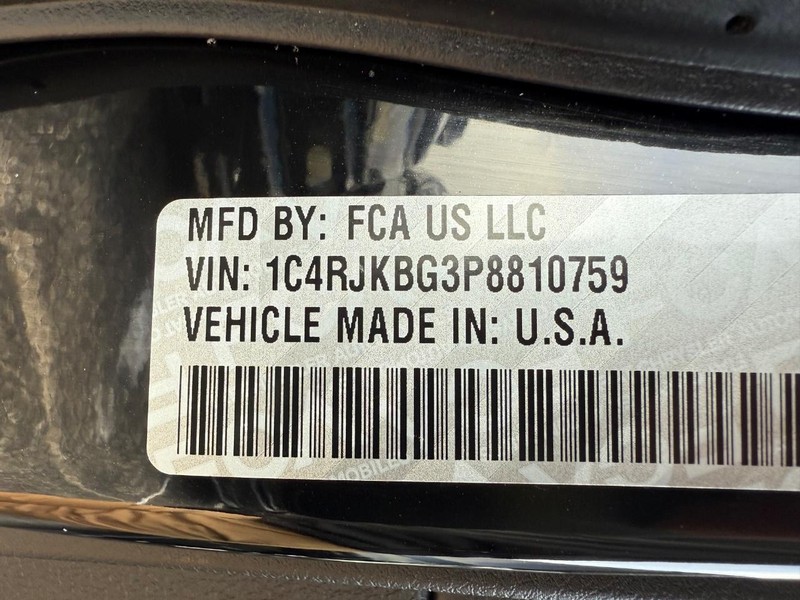 MFD BY: FCA US LLC
VIN: 1C4RJKBG3P8810759
VEHICLE MADE IN: U.S.A.